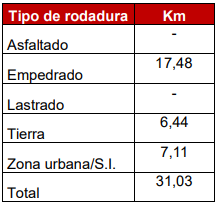 Tipo de rodadura Km
Asfaltado -
Empedrado 17,48
Lastrado -
Tierra 6,44
Zona urbana/S.I. 7,11
Total 31,03